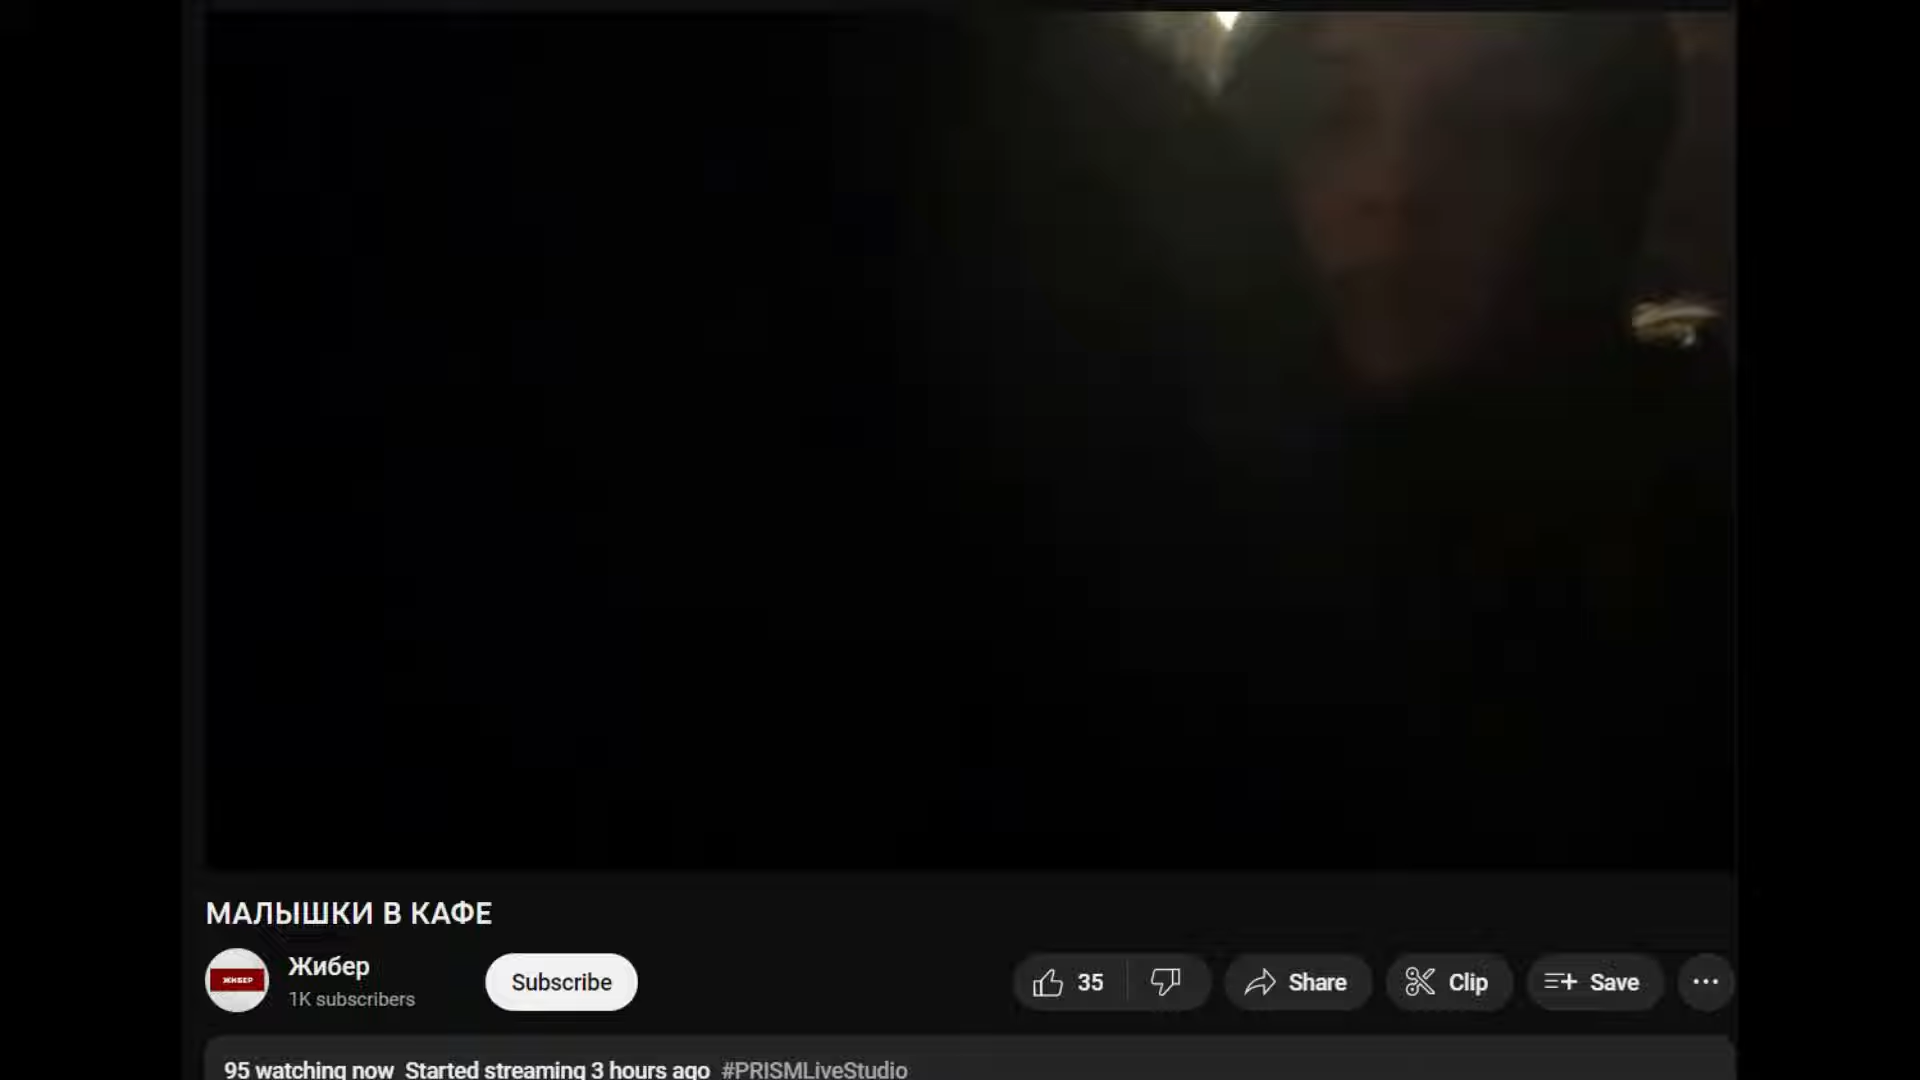 МАЛЫШКИ В КАФЕ
ЖИБЕР
Жибер
1K subscribers
Subscribe
35
Share
Clip
Save
95 watching now Started streaming 3 hours ago #PRISMLiveStudio